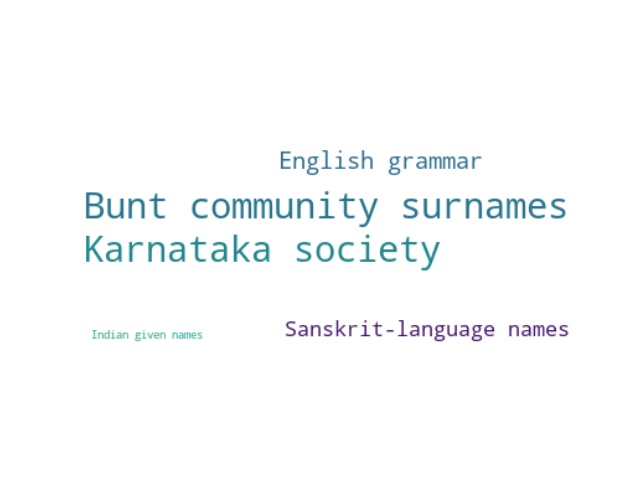 English grammar
Bunt community surnames
Karnataka society
Indian given names
Sanskrit-language names